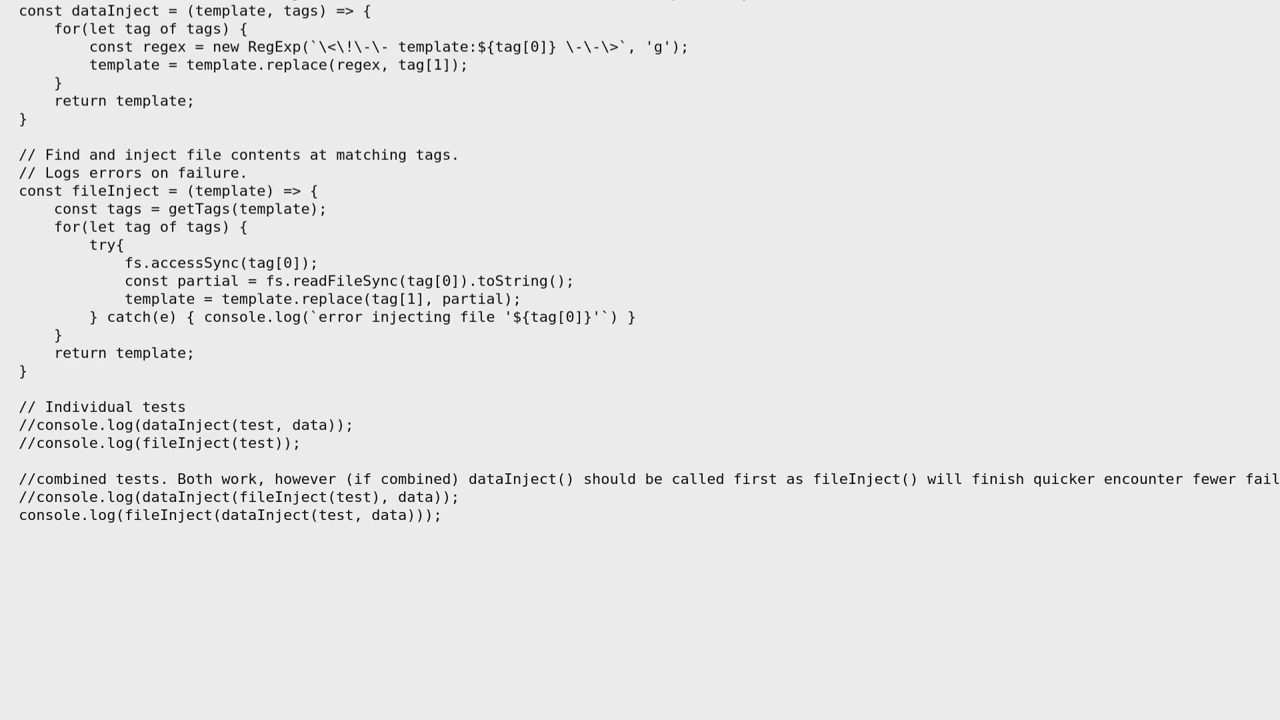 const dataInject = (template, tags) => {
    for(let tag of tags) {
        const regex = new RegExp(`\<\!\-\- template:${tag[0]} \-\-\>`, 'g');
        template = template.replace(regex, tag[1]);
    }
    return template;
}

// Find and inject file contents at matching tags.
// Logs errors on failure.
const fileInject = (template) => {
    const tags = getTags(template);
    for(let tag of tags) {
        try{
            fs.accessSync(tag[0]);
            const partial = fs.readFileSync(tag[0]).toString();
            template = template.replace(tag[1], partial);
        } catch(e) { console.log(`error injecting file '${tag[0]}'`) }
    }
    return template;
}

// Individual tests
//console.log(dataInject(test, data));
//console.log(fileInject(test));

//combined tests. Both work, however (if combined) dataInject() should be called first as fileInject() will finish quicker encounter fewer fail
//console.log(dataInject(fileInject(test), data));
console.log(fileInject(dataInject(test, data)));